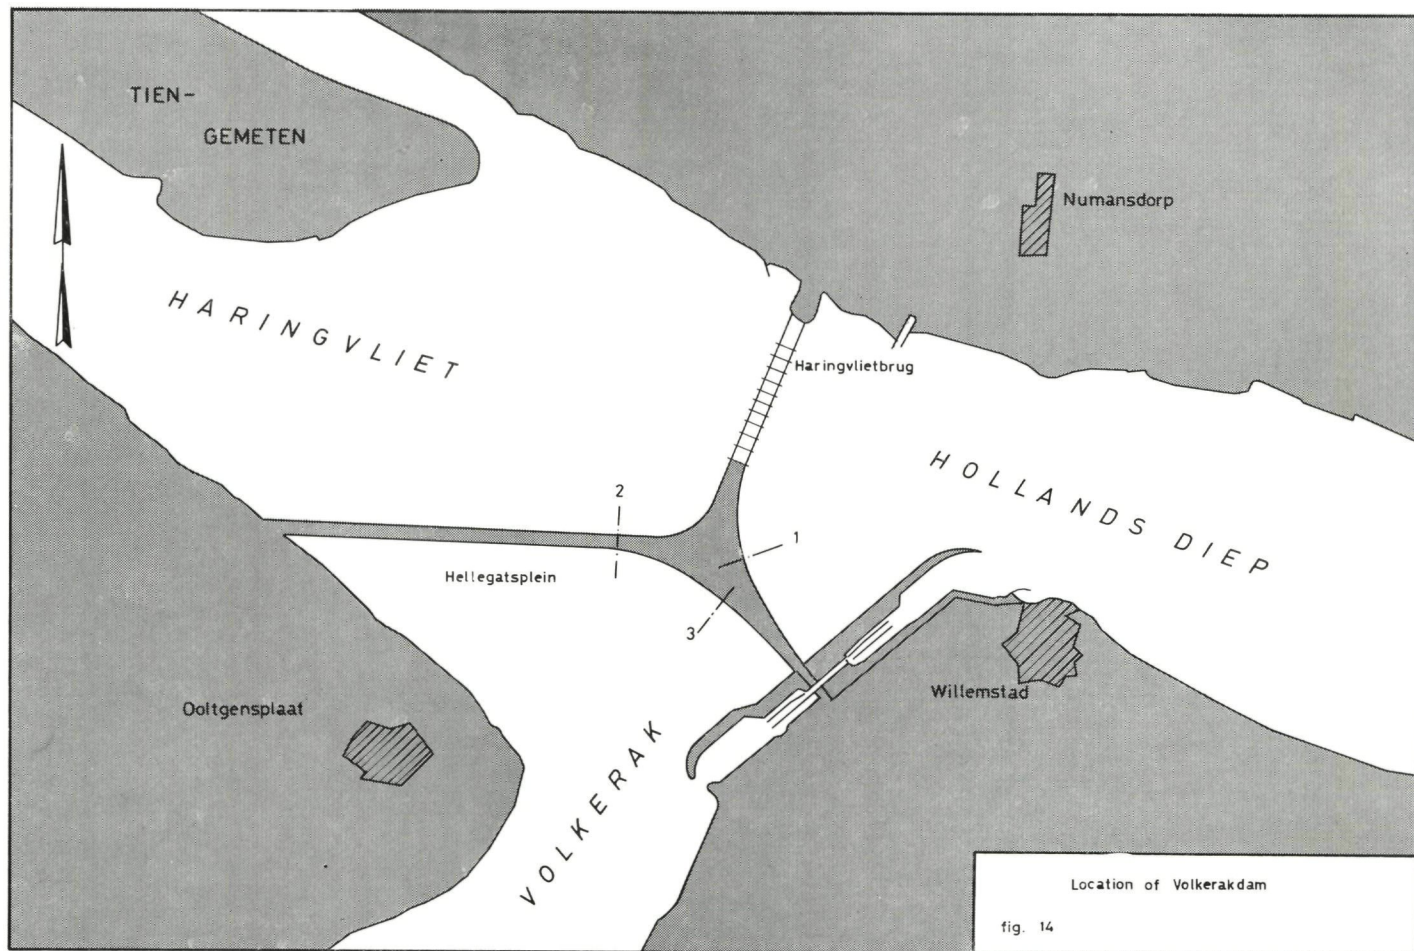 TIEN-
GEMETEN
Numansdorp
HARINGVLIET
Haringvlietbrug
HOLLANDS DIEP
2
1
Hellegatsplein
3
Willemstad
Ooltgensplaat
VOLKERAK
Location of Volkerakdam
fig. 14